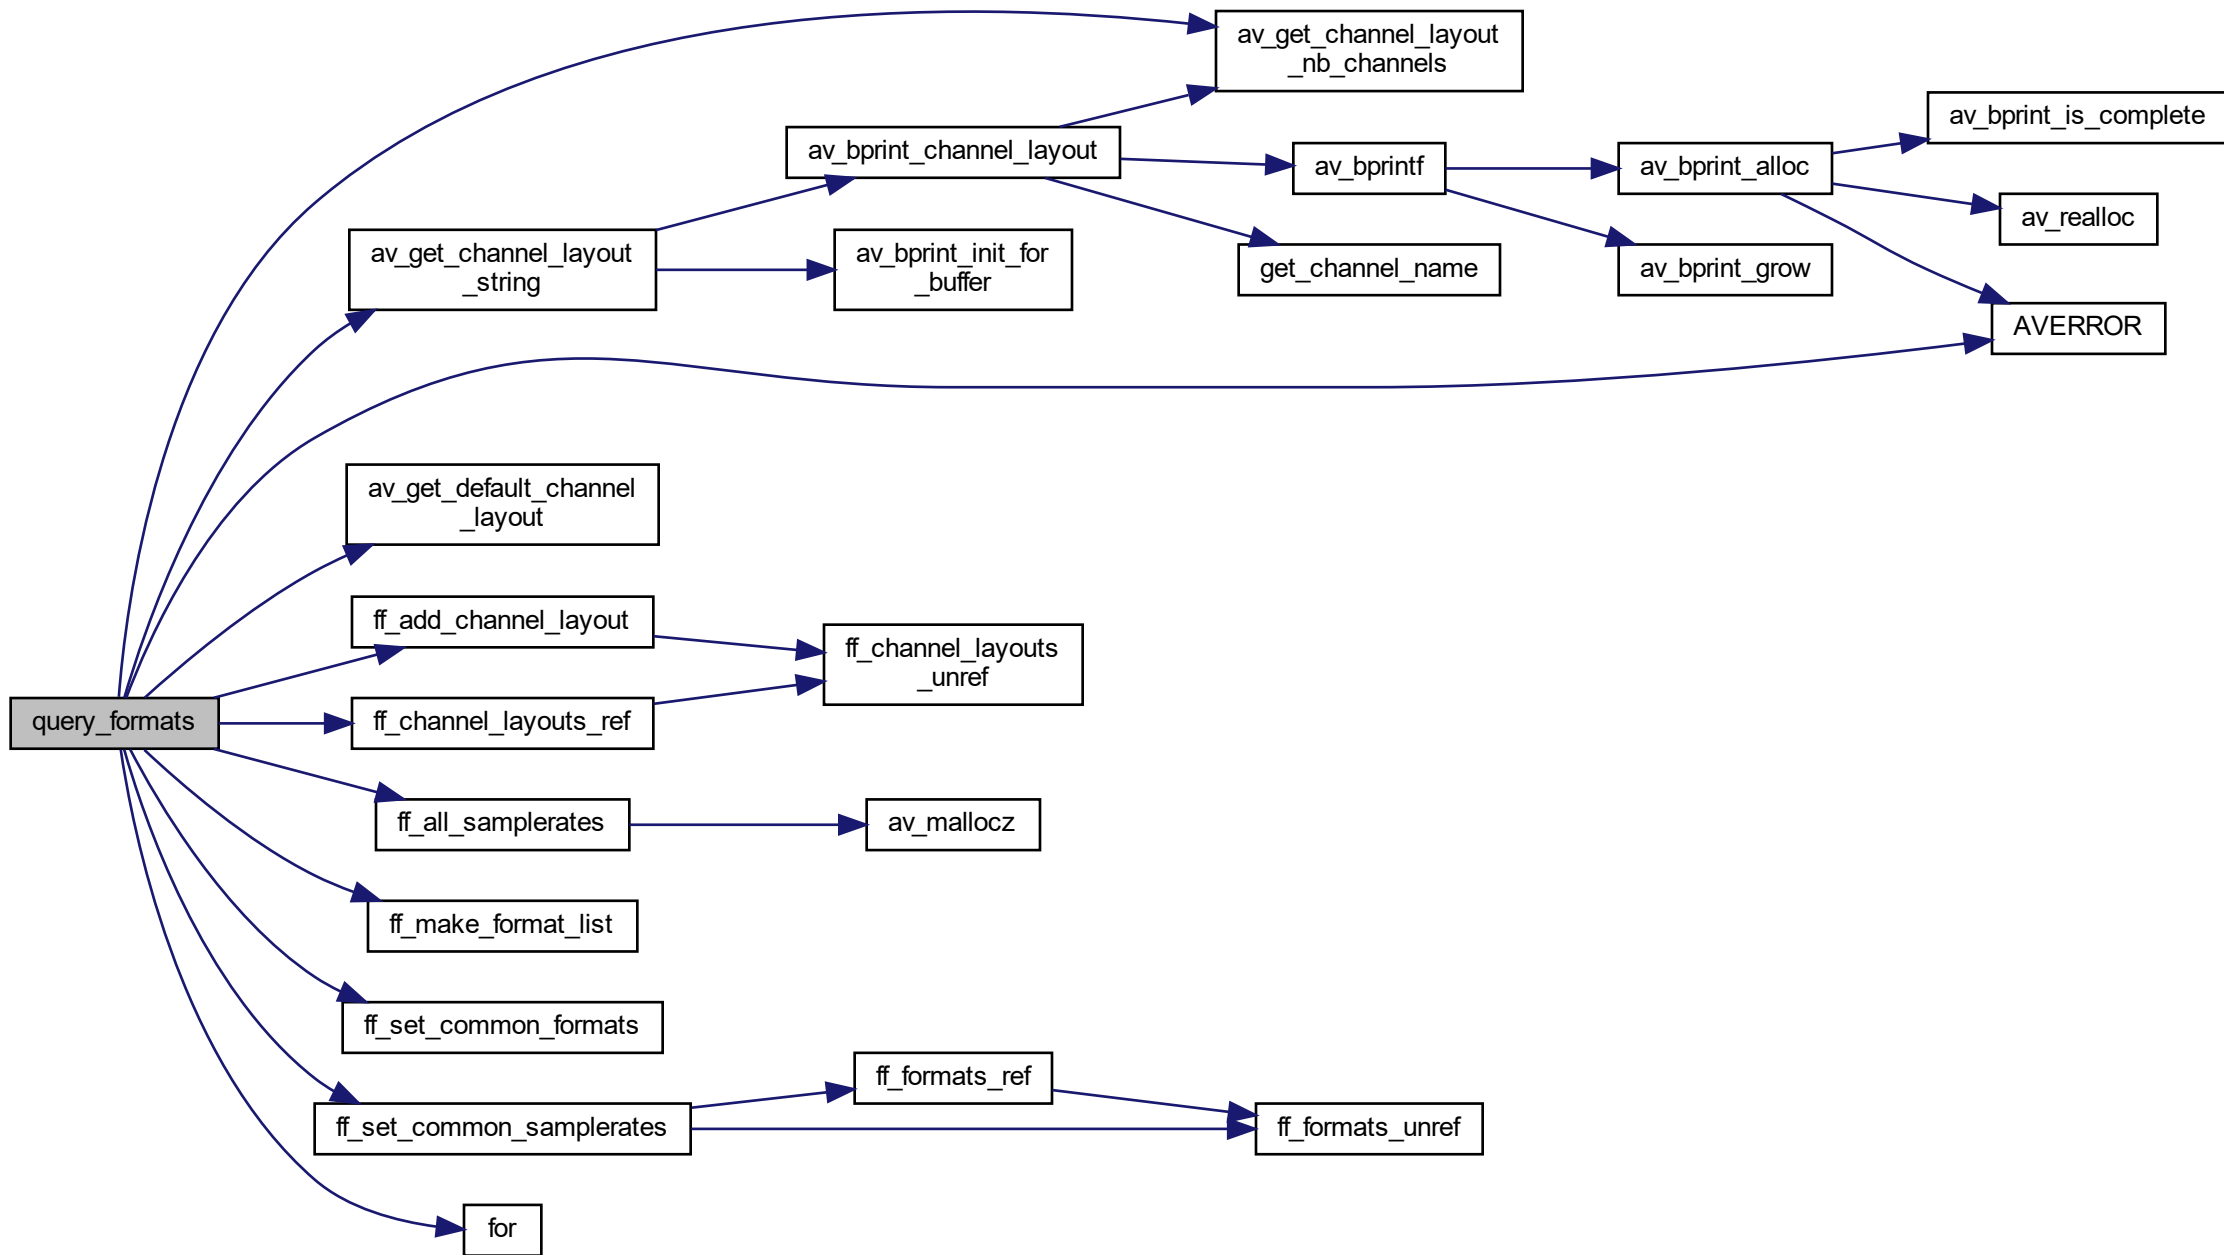 av_get_channel_layout
_nb_channels
av_bprint_is_complete
av_bprint_channel_layout
av_bprintf
av_bprint_alloc
av_realloc
av_get_channel_layout
_string
av_bprint_init_for
_buffer
get_channel_name
av_bprint_grow
AVERROR
av_get_default_channel
_layout
ff_add_channel_layout
ff_channel_layouts
_unref
query_formats
ff_channel_layouts_ref
ff_all_samplerates
av_mallocz
ff_make_format_list
ff_set_common_formats
ff_formats_ref
ff_set_common_samplerates
ff_formats_unref
for